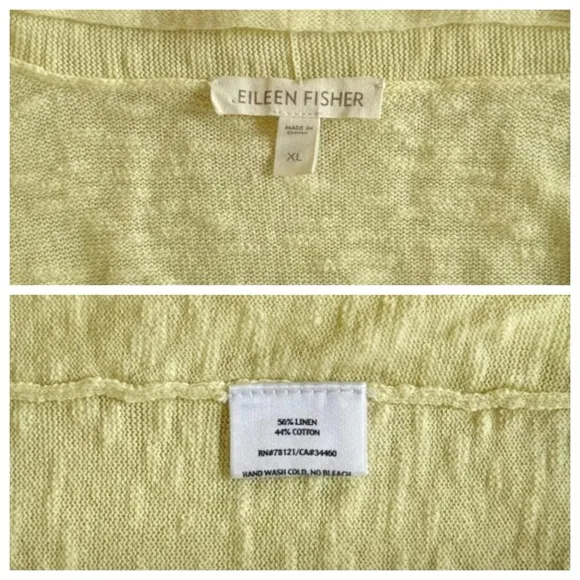 EILEEN FISHER
MADE IN
XL
56% LINEN
44% COTTON
RN#78121/CA#34460
HAND WASH COLD, NO BLEACH